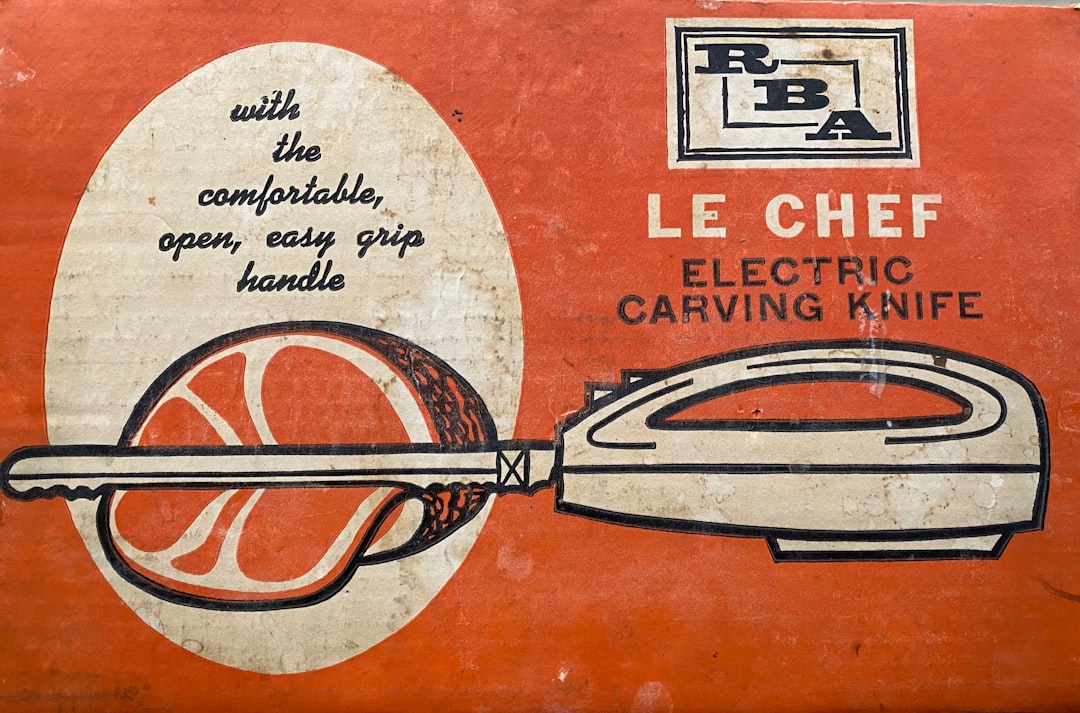 with
the
comfortable,
open, easy grip
handle
RBA
LE CHEF
ELECTRIC
CARVING KNIFE